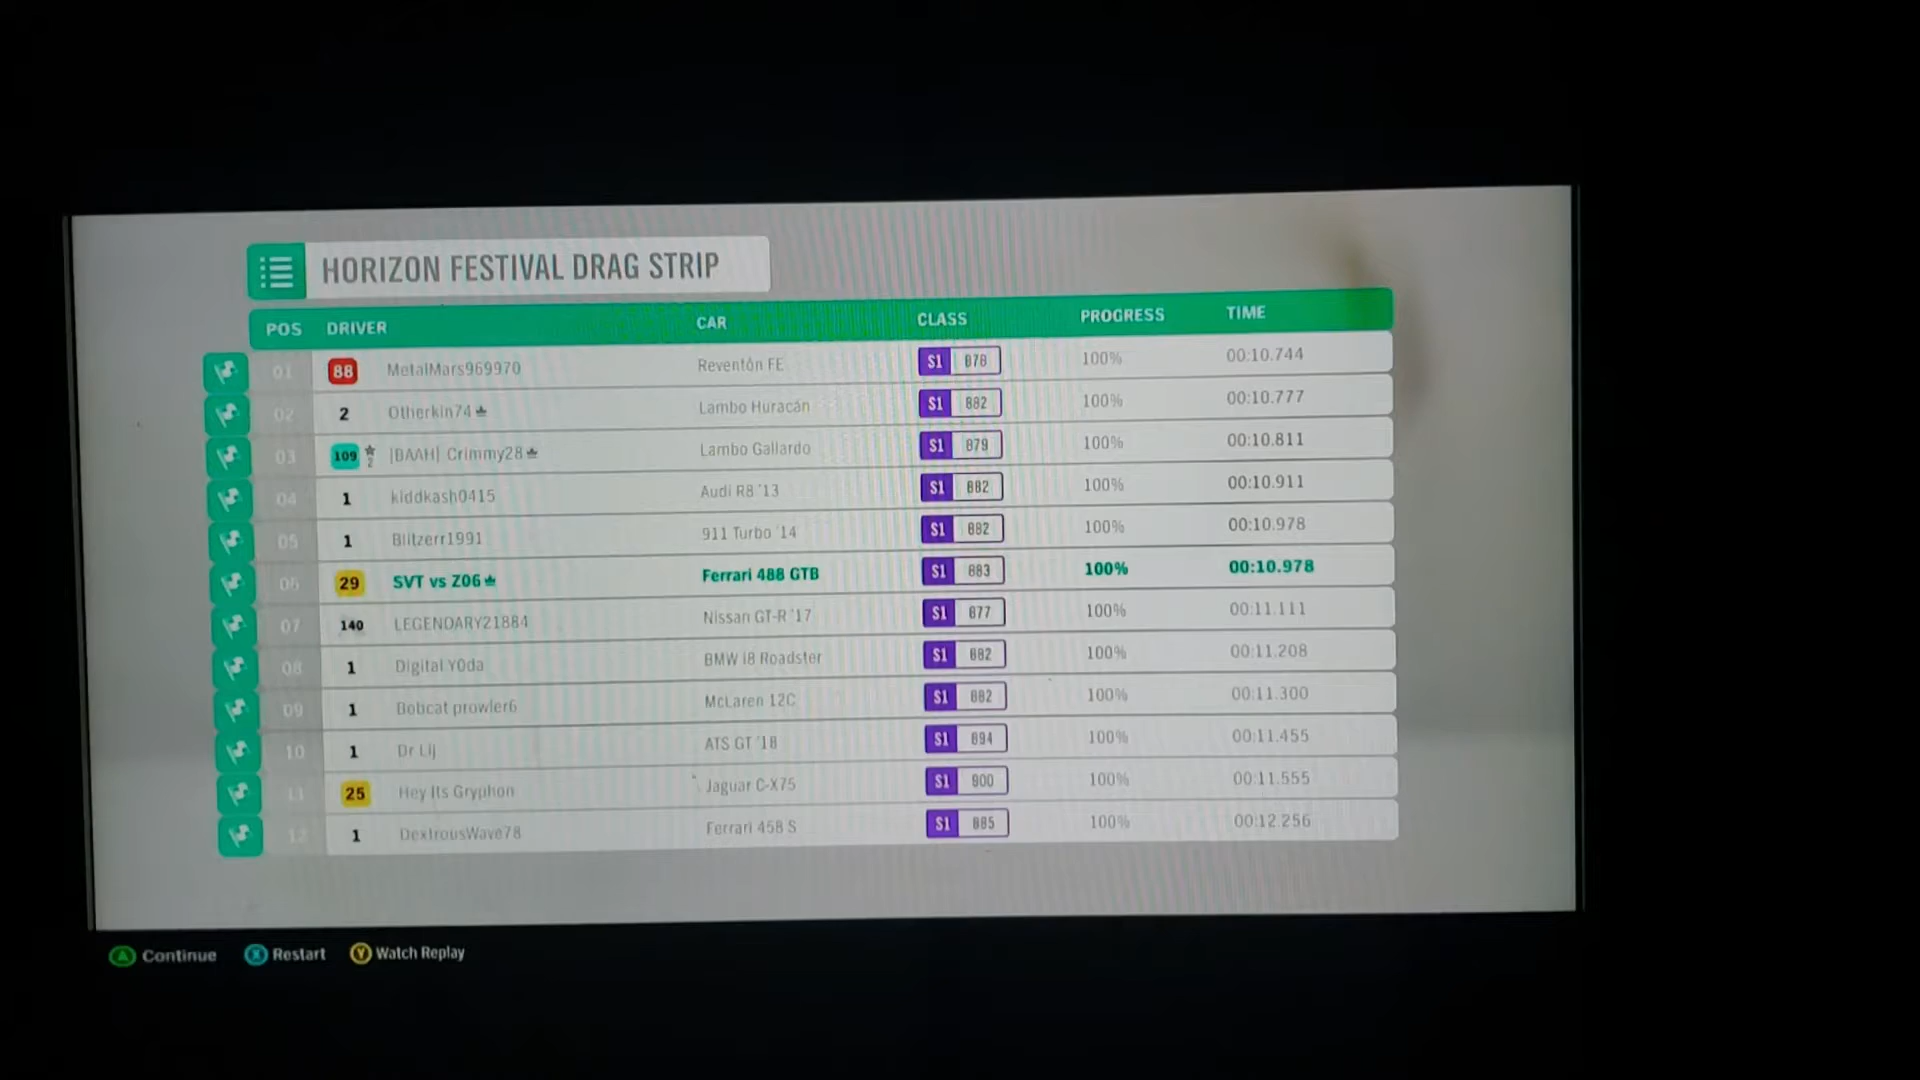 HORIZON FESTIVAL DRAG STRIP
POS DRIVER CAR CLASS PROGRESS TIME
01 88 MetalMars969970 Reventón FE S1 878 100% 00:10.744
02 2 Otherkin74 Lambo Huracán S1 882 100% 00:10.777
03 109 2 |BAAH| Crimmy28 Lambo Gallardo S1 879 100% 00:10.811
04 1 kiddkash0415 Audi R8 '13 S1 882 100% 00:10.911
05 1 Blitzerr1991 911 Turbo '14 S1 882 100% 00:10.978
06 29 SVT vs Z06 Ferrari 488 GTB S1 883 100% 00:10.978
07 140 LEGENDARY21884 Nissan GT-R '17 S1 877 100% 00:11.111
08 1 Digital Y0da BMW i8 Roadster S1 882 100% 00:11.208
09 1 Bobcat prowler6 McLaren 12C S1 882 100% 00:11.300
10 1 Dr Lij ATS GT '18 S1 894 100% 00:11.455
11 25 Hey Its Gryphon Jaguar C-X75 S1 900 100% 00:11.555
12 1 DextrousWave78 Ferrari 458 S S1 885 100% 00:12.256
A Continue X Restart Y Watch Replay